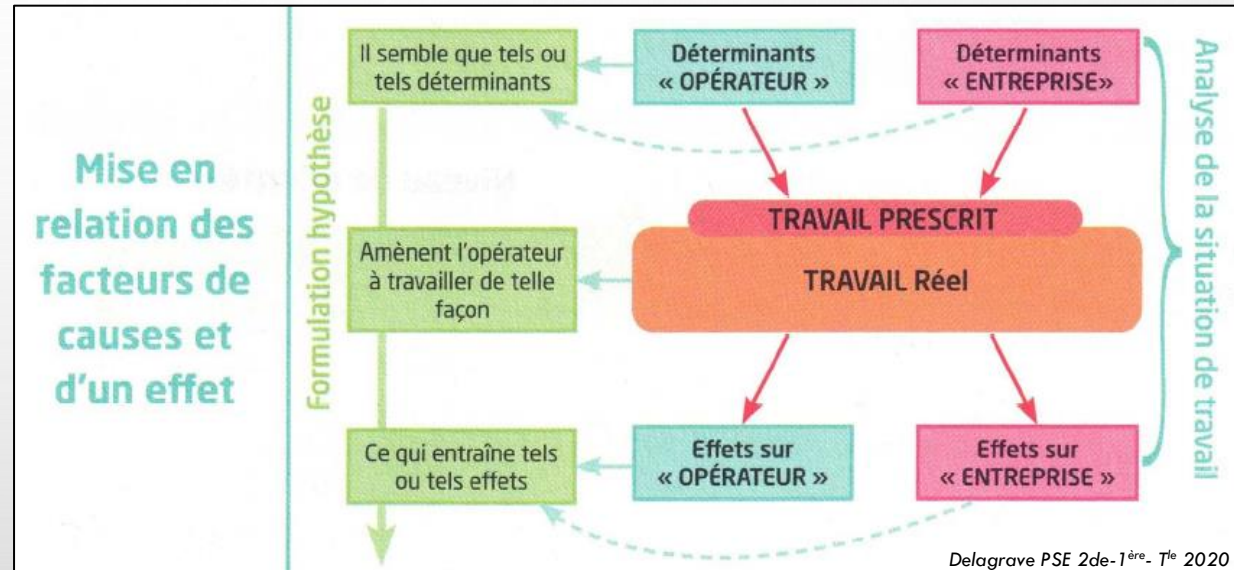 Mise en
relation des
facteurs de
causes et
d'un effet
Formulation hypothèse
Il semble que tels ou
tels déterminants
Déterminants
« OPÉRATEUR »
Déterminants
« ENTREPRISE»
TRAVAIL PRESCRIT
Amènent l'opérateur
à travailler de telle
façon
TRAVAIL Réel
Ce qui entraîne tels
ou tels effets
Effets sur
« OPÉRATEUR »
Effets sur
« ENTREPRISE »
Analyse de la situation de travail
Delagrave PSE 2de-1ère- Tle 2020